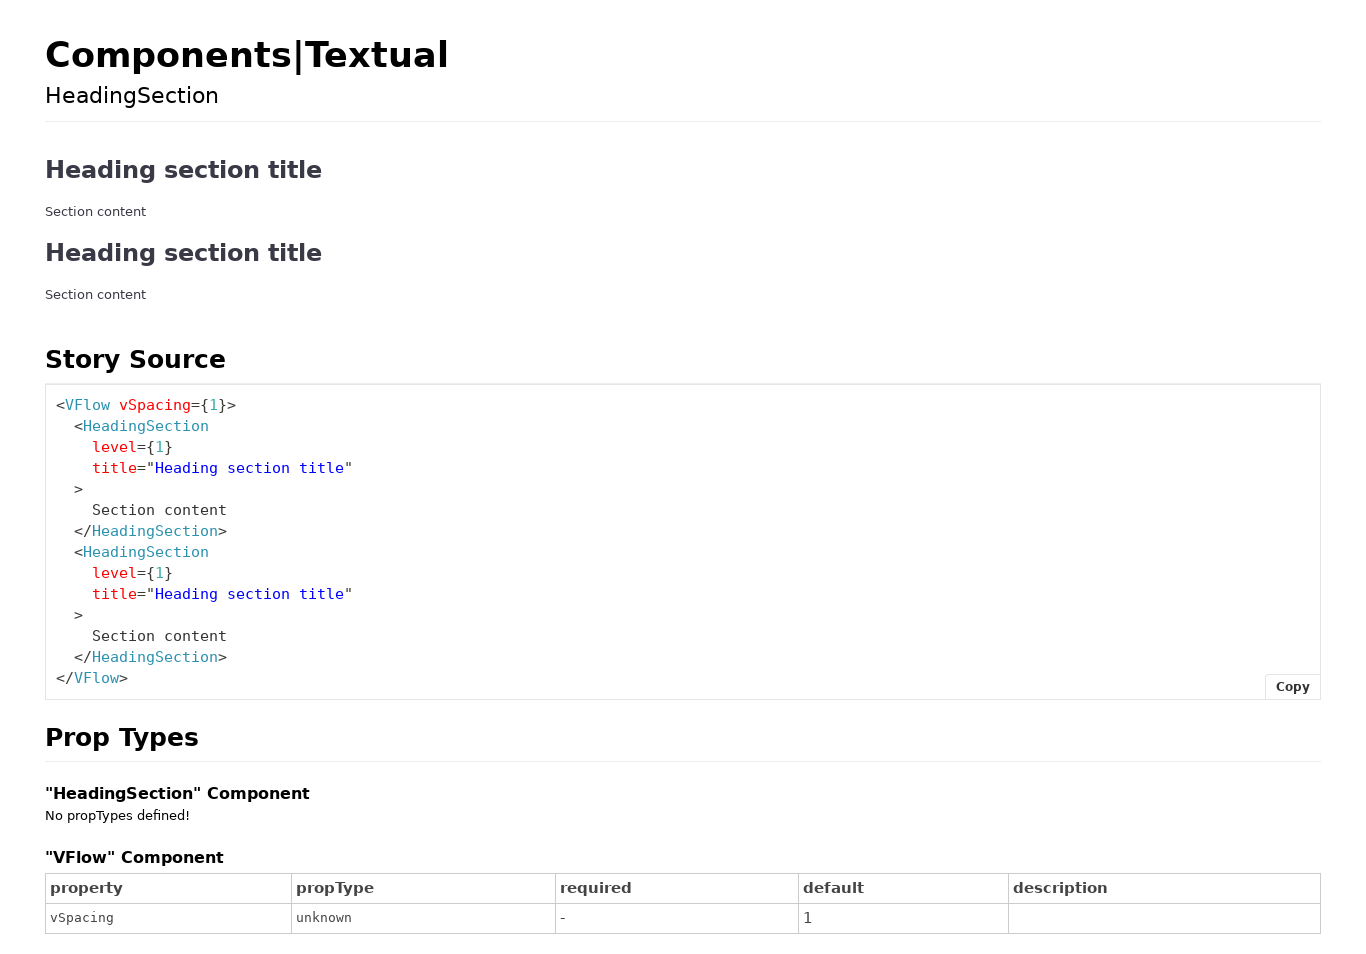 Components|Textual
HeadingSection
Heading section title
Section content
Heading section title
Section content
Story Source
<VFlow vSpacing={1}>
  <HeadingSection
    level={1}
    title="Heading section title"
  >
    Section content
  </HeadingSection>
  <HeadingSection
    level={1}
    title="Heading section title"
  >
    Section content
  </HeadingSection>
</VFlow>
Copy
Prop Types
"HeadingSection" Component
No propTypes defined!
"VFlow" Component
property propType required default description
vSpacing unknown - 1